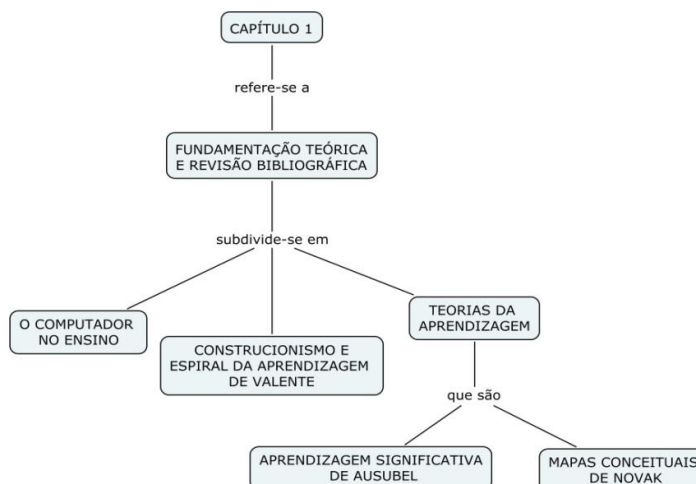 CAPÍTULO 1
refere-se a
FUNDAMENTAÇÃO TEÓRICA
E REVISÃO BIBLIOGRÁFICA
subdivide-se em
O COMPUTADOR
NO ENSINO
CONSTRUCIONISMO E
ESPIRAL DA APRENDIZAGEM
DE VALENTE
TEORIAS DA
APRENDIZAGEM
que são
APRENDIZAGEM SIGNIFICATIVA
DE AUSUBEL
MAPAS CONCEITUAIS
DE NOVAK